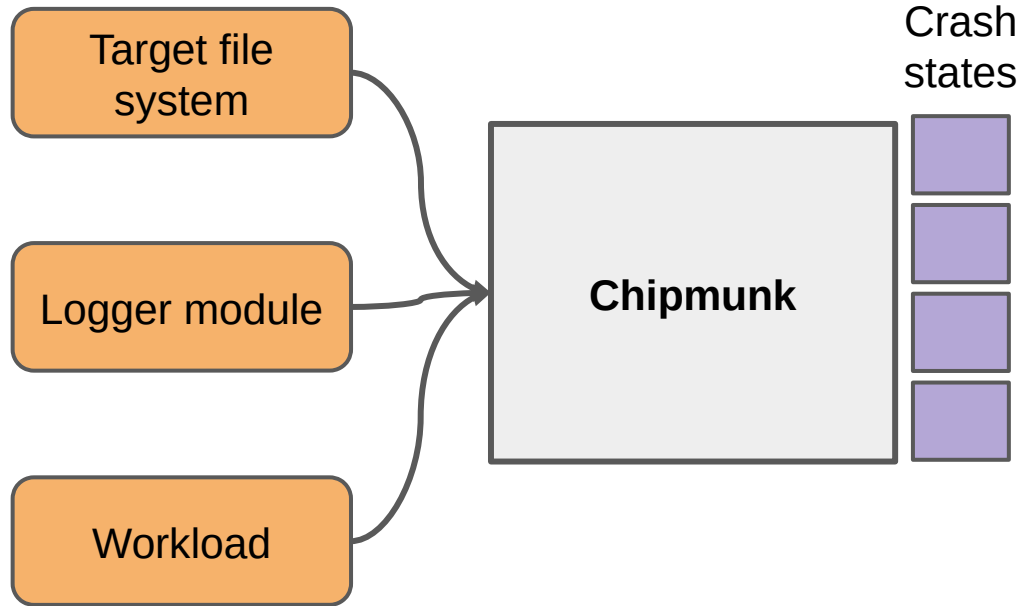 Target file
system
Logger module
Workload
Chipmunk
Crash
states